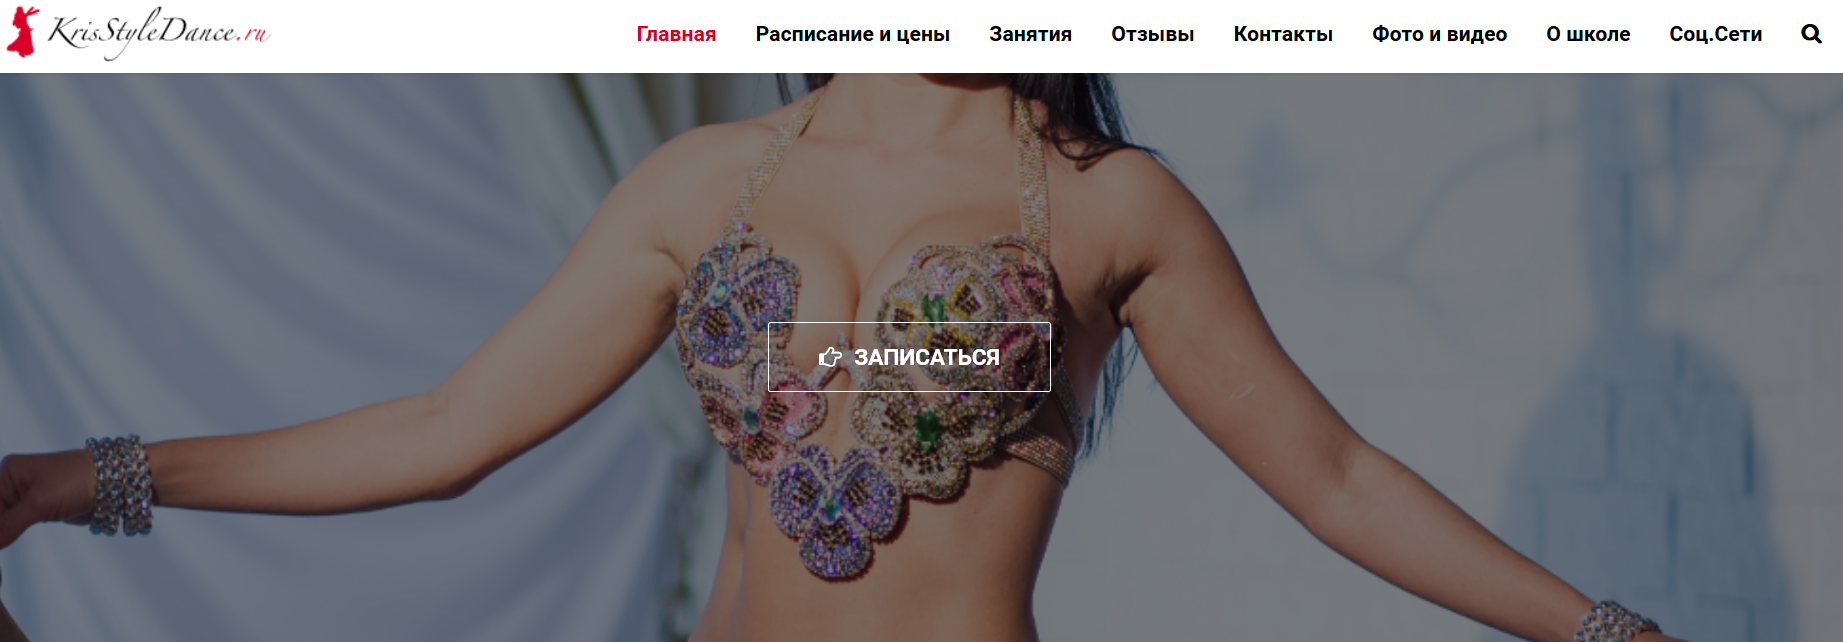 KrisStyleDance.ru
Главная Расписание и цены Занятия Отзывы Контакты Фото и видео О школе Соц.Сети
ЗАПИСАТЬСЯ